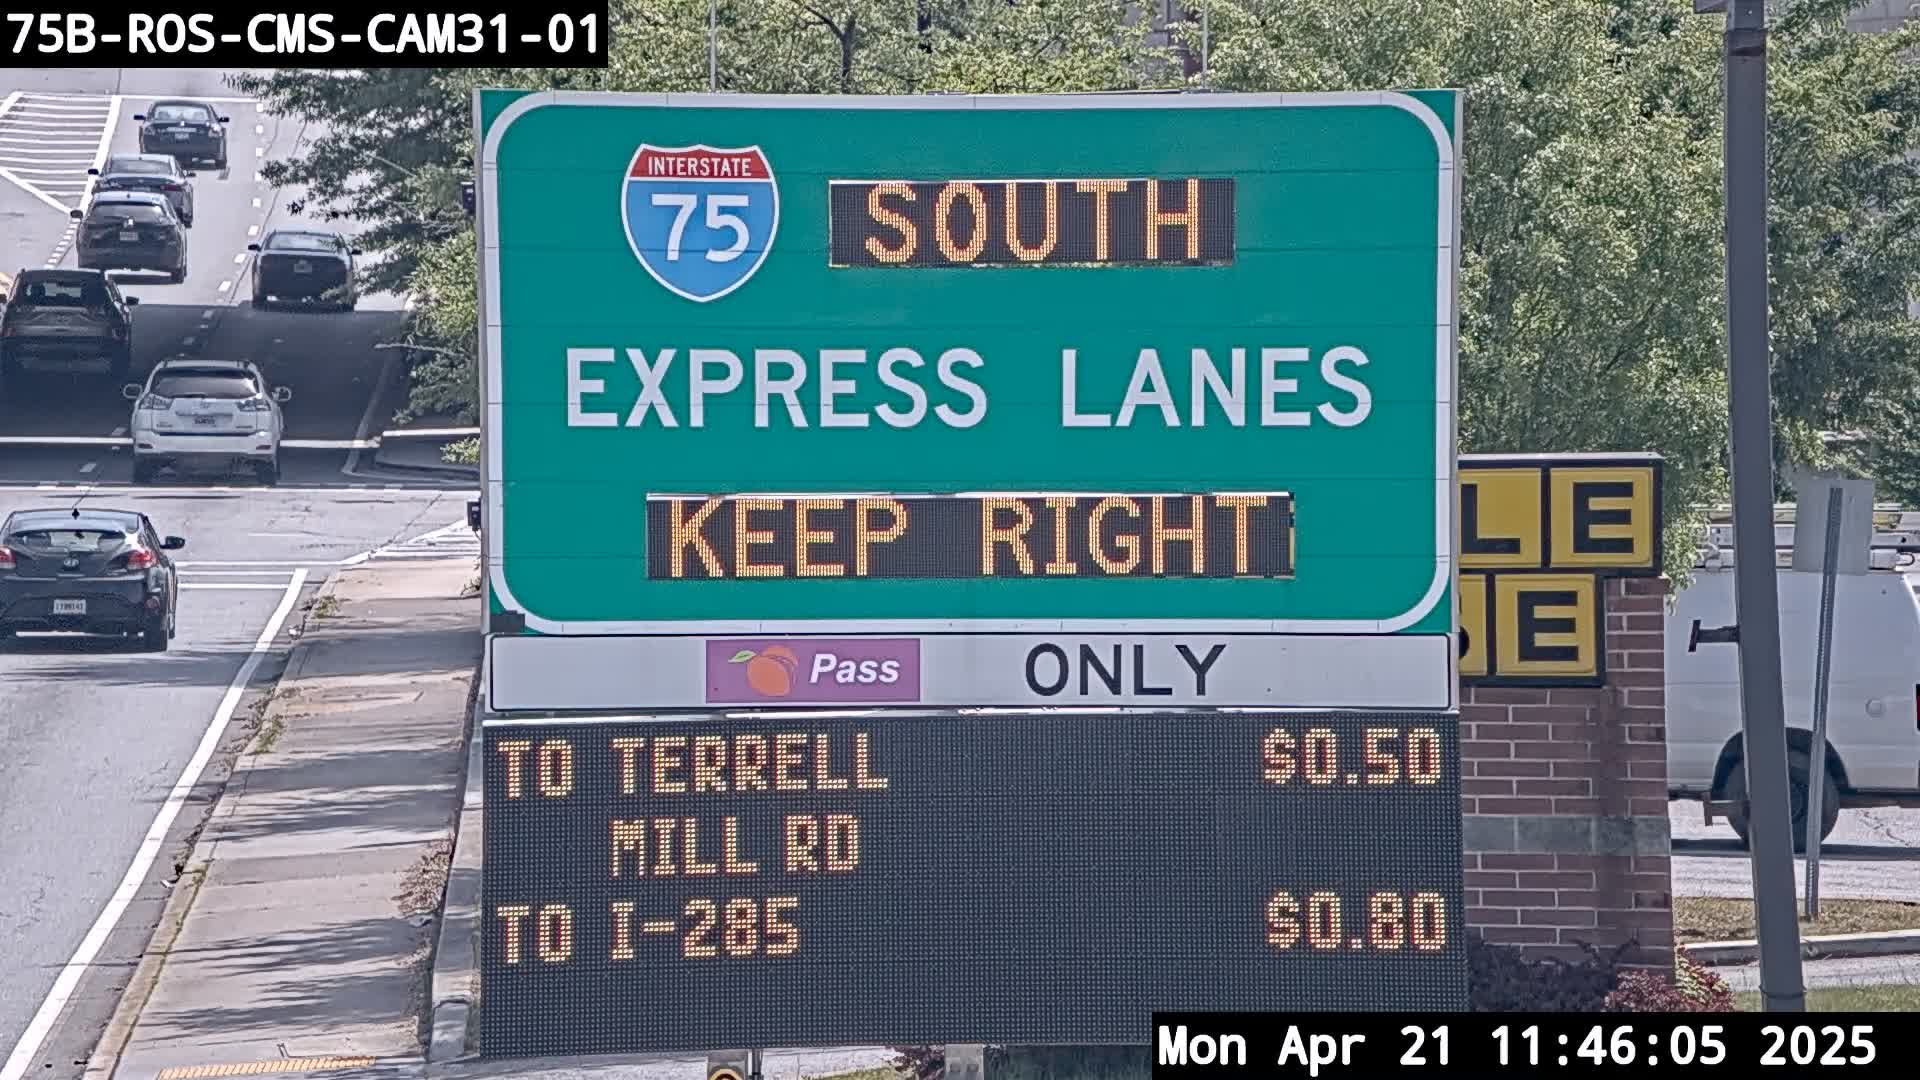 75B-ROS-CMS-CAM31-01
INTERSTATE
75
SOUTH
EXPRESS LANES
KEEP RIGHT
Pass ONLY
TO TERRELL $0.50
MILL RD
TO I-285 $0.80
LE
E
Mon Apr 21 11:46:05 2025